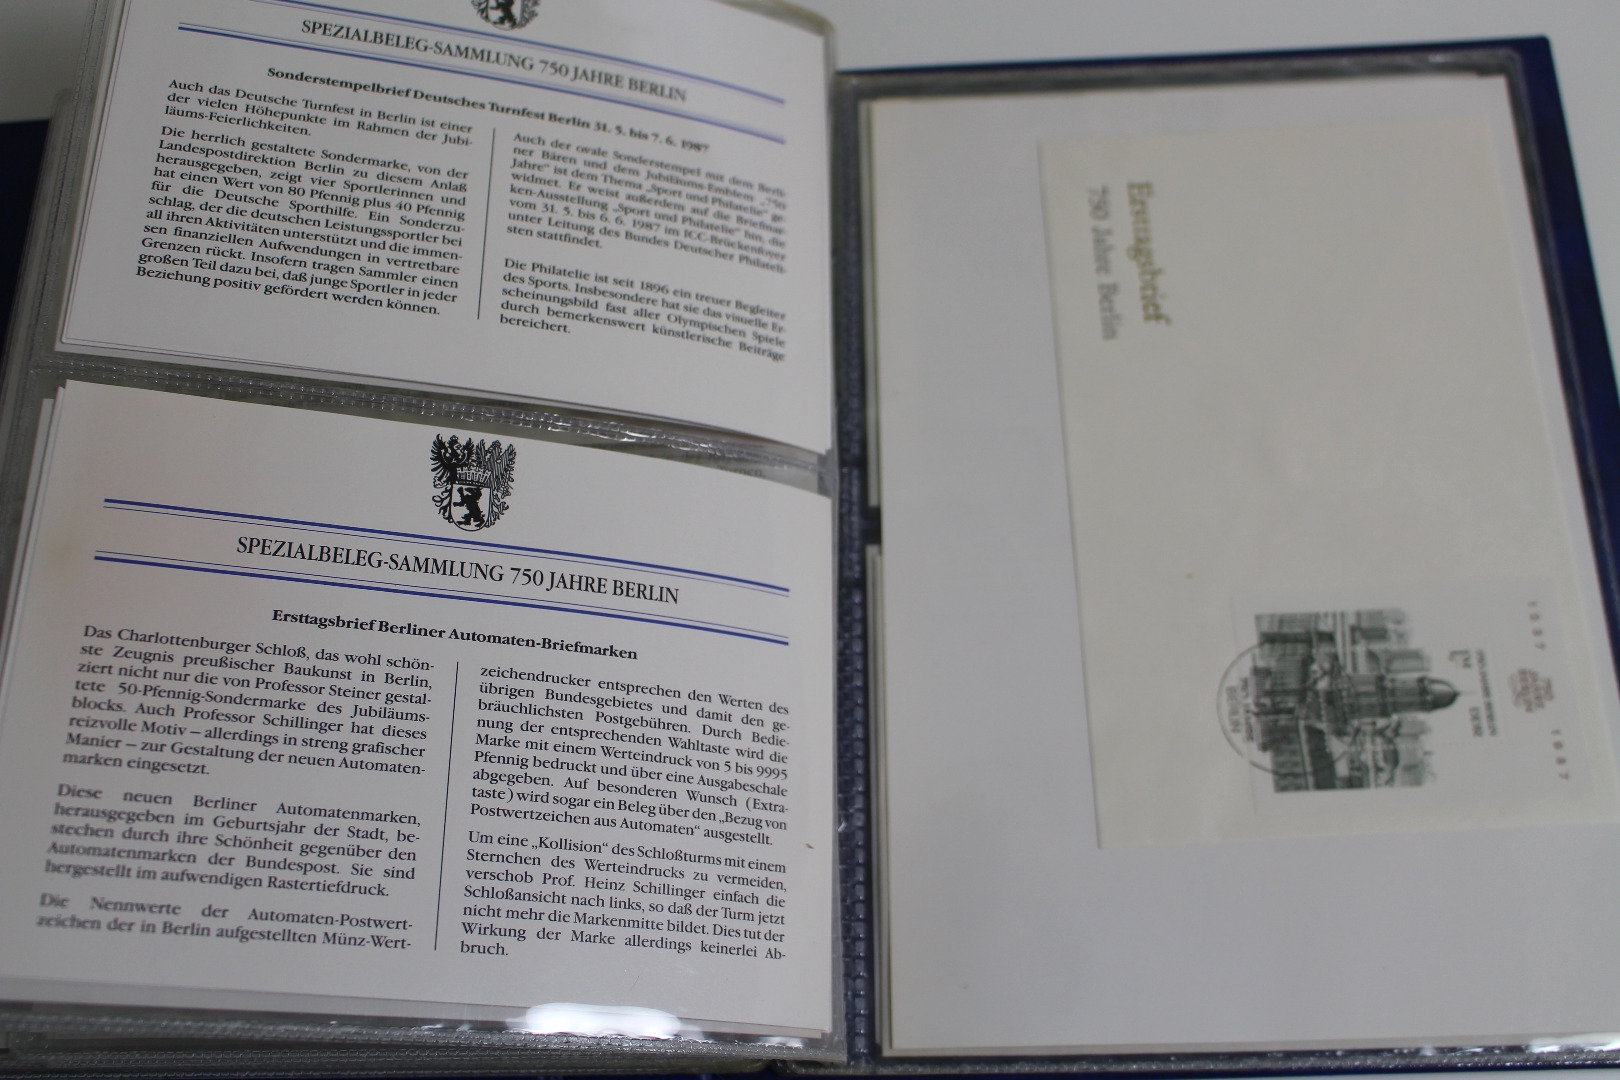 SPEZIALBELEG-SAMMLUNG 750 JAHRE BERLIN
Sonderstempelbrief Deutsches Turnfest Berlin 31. 5. bis 7. 6. 1987
Auch das Deutsche Turnfest in Berlin ist einer
der vielen Höhepunkte im Rahmen der Jubi-
läums-Feierlichkeiten.
Die herrlich gestaltete Sondermarke, von der
Landespostdirektion Berlin zu diesem Anlaß
herausgegeben, zeigt vier Sportlerinnen und
hat einen Wert von 80 Pfennig plus 40 Pfennig
für die Deutsche Sporthilfe. Ein Sonderzu-
schlag, der die deutschen Leistungssportler bei
all ihren Aktivitäten unterstützt und die immen-
sen finanziellen Aufwendungen in vertretbare
Grenzen rückt. Insofern tragen Sammler einen
großen Teil dazu bei, daß junge Sportler in jeder
Beziehung positiv gefördert werden können.
Auch der ovale Sonderstempel mit dem Berli-
ner Bären und dem Jubiläums-Emblem „750
Jahre“ ist dem Thema „Sport und Philatelie“ ge-
widmet. Er weist außerdem auf die Briefmar-
ken-Ausstellung „Sport und Philatelie“ hin, die
vom 31. 5. bis 6. 6. 1987 im ICC-Brückenfoyer
unter Leitung des Bundes Deutscher Philateli-
sten stattfindet.
Die Philatelie ist seit 1896 ein treuer Begleiter
des Sports. Insbesondere hat sie das visuelle Er-
scheinungsbild fast aller Olympischen Spiele
durch bemerkenswert künstlerische Beiträge
bereichert.
SPEZIALBELEG-SAMMLUNG 750 JAHRE BERLIN
Ersttagsbrief Berliner Automaten-Briefmarken
Das Charlottenburger Schloß, das wohl schön-
ste Zeugnis preußischer Baukunst in Berlin,
ziert nicht nur die von Professor Steiner gestal-
tete 50-Pfennig-Sondermarke des Jubiläums-
blocks. Auch Professor Schillinger hat dieses
reizvolle Motiv – allerdings in streng grafischer
Manier – zur Gestaltung der neuen Automaten-
marken eingesetzt.
Diese neuen Berliner Automatenmarken,
herausgegeben im Geburtsjahr der Stadt, be-
stechen durch ihre Schönheit gegenüber den
Automatenmarken der Bundespost. Sie sind
hergestellt im aufwendigen Rastertiefdruck.
Die Nennwerte der Automaten-Postwert-
zeichen der in Berlin aufgestellten Münz-Wert-
zeichendrucker entsprechen den Werten des
übrigen Bundesgebietes und damit den ge-
bräuchlichsten Postgebühren. Durch Bedie-
nung der entsprechenden Wahltaste wird die
Marke mit einem Werteindruck von 5 bis 9995
Pfennig bedruckt und über eine Ausgabeschale
abgegeben. Auf besonderen Wunsch (Extra-
taste) wird sogar ein Beleg über den „Bezug von
Postwertzeichen aus Automaten“ ausgestellt.
Um eine „Kollision“ des Schloßturms mit einem
Sternchen des Werteindrucks zu vermeiden,
verschob Prof. Heinz Schillinger einfach die
Schloßansicht nach links, so daß der Turm jetzt
nicht mehr die Markenmitte bildet. Dies tut der
Wirkung der Marke allerdings keinerlei Ab-
bruch.
Ersttagsbrief
750 Jahre Berlin
1237
1987
BERLIN